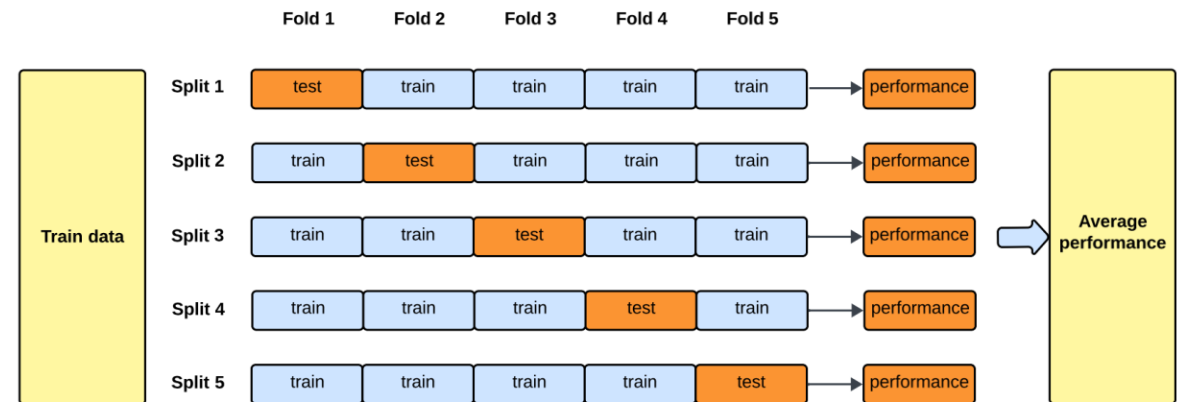 Fold 1 Fold 2 Fold 3 Fold 4 Fold 5
Split 1 test train train train train performance
Split 2 train test train train train performance
Train data
Split 3 train train test train train performance
Average
performance
Split 4 train train train test train performance
Split 5 train train train train test performance